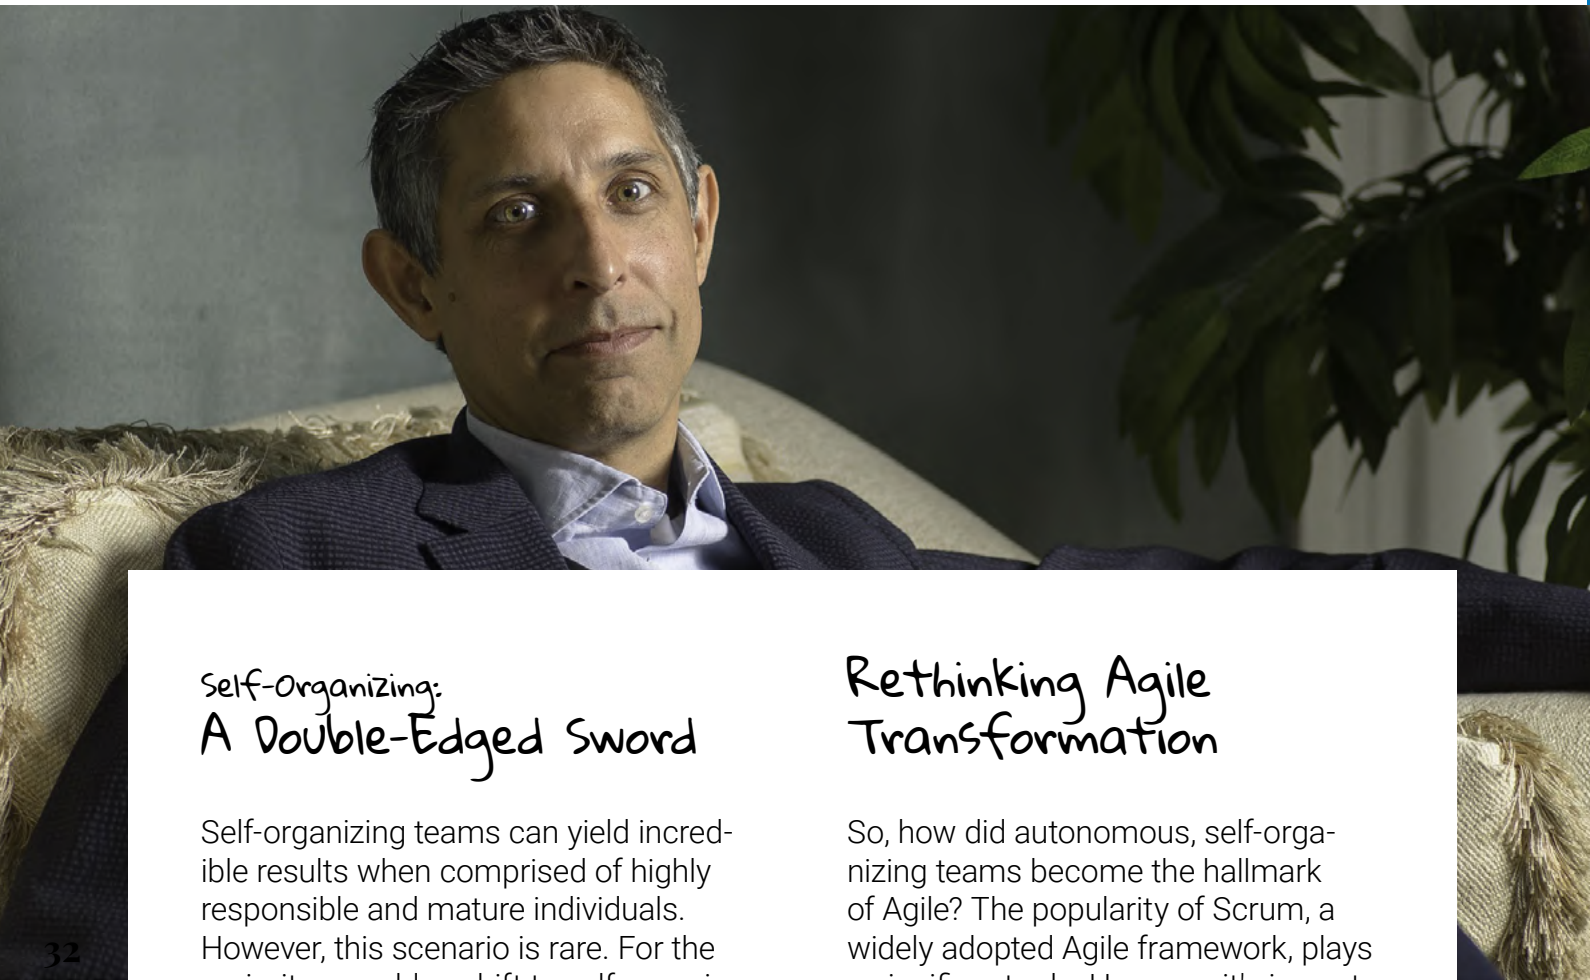 Self-Organizing:
A Double-Edged Sword
Self-organizing teams can yield incred-
ible results when comprised of highly
responsible and mature individuals.
However, this scenario is rare. For the
Rethinking Agile
Transformation
So, how did autonomous, self-orga-
nizing teams become the hallmark
of Agile? The popularity of Scrum, a
widely adopted Agile framework, plays
32